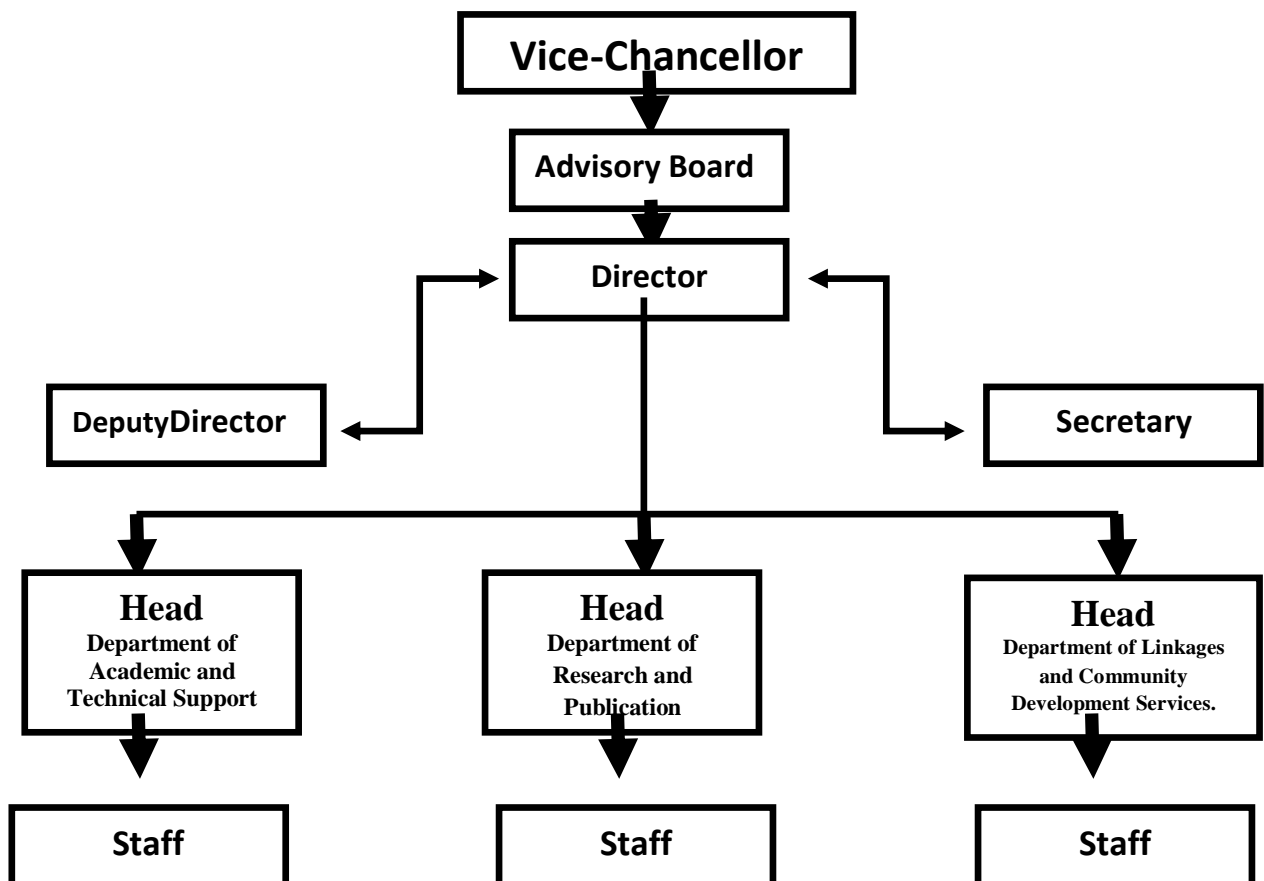 Vice-Chancellor
Advisory Board
Director
DeputyDirector
Secretary
Head
Department of
Academic and
Technical Support
Head
Department of
Research and
Publication
Head
Department of Linkages
and Community
Development Services.
Staff
Staff
Staff